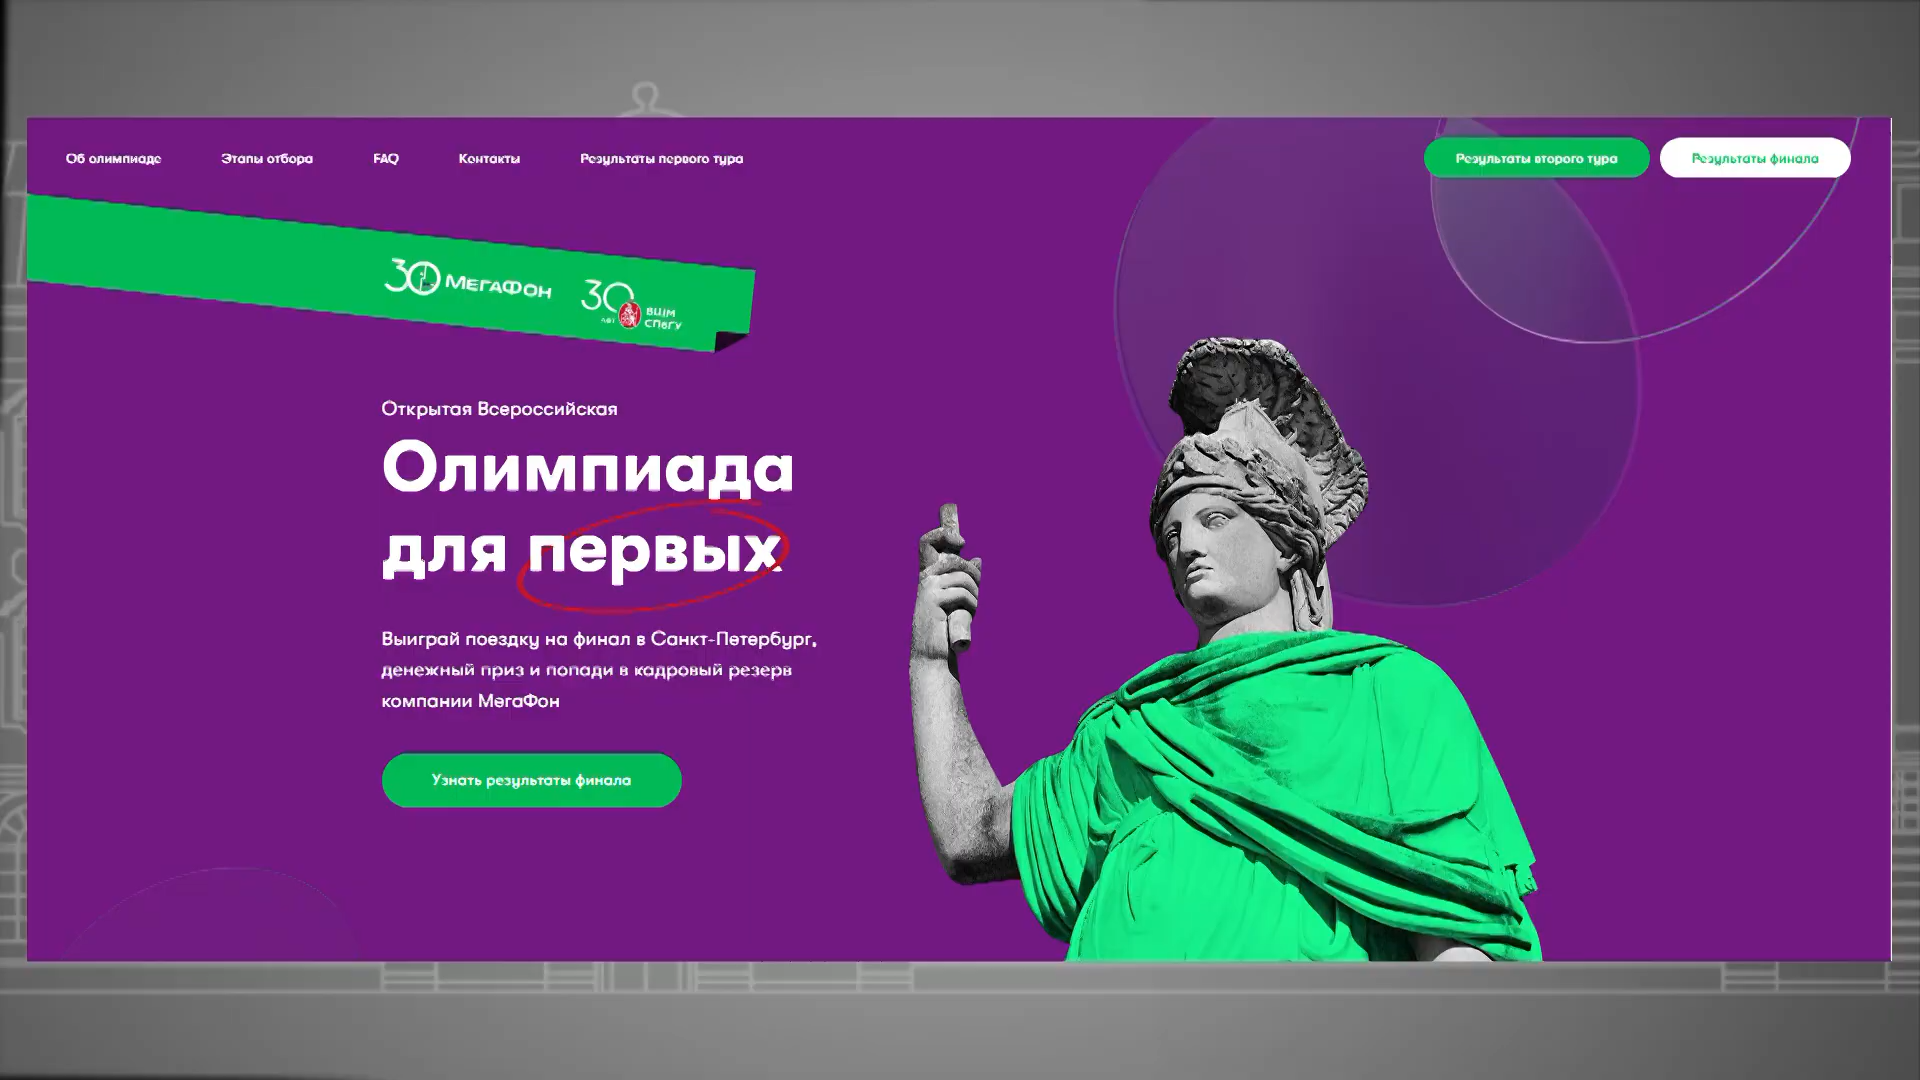 Об олимпиаде
Этапы отбора
FAQ
Контакты
Результаты первого тура
Результаты второго тура
Результаты финала
30 МЕГАФОН
30 лет ВШМ
СПбГУ
Открытая Всероссийская
Олимпиада
для первых
Выиграй поездку на финал в Санкт-Петербург,
денежный приз и попади в кадровый резерв
компании МегаФон
Узнать результаты финала